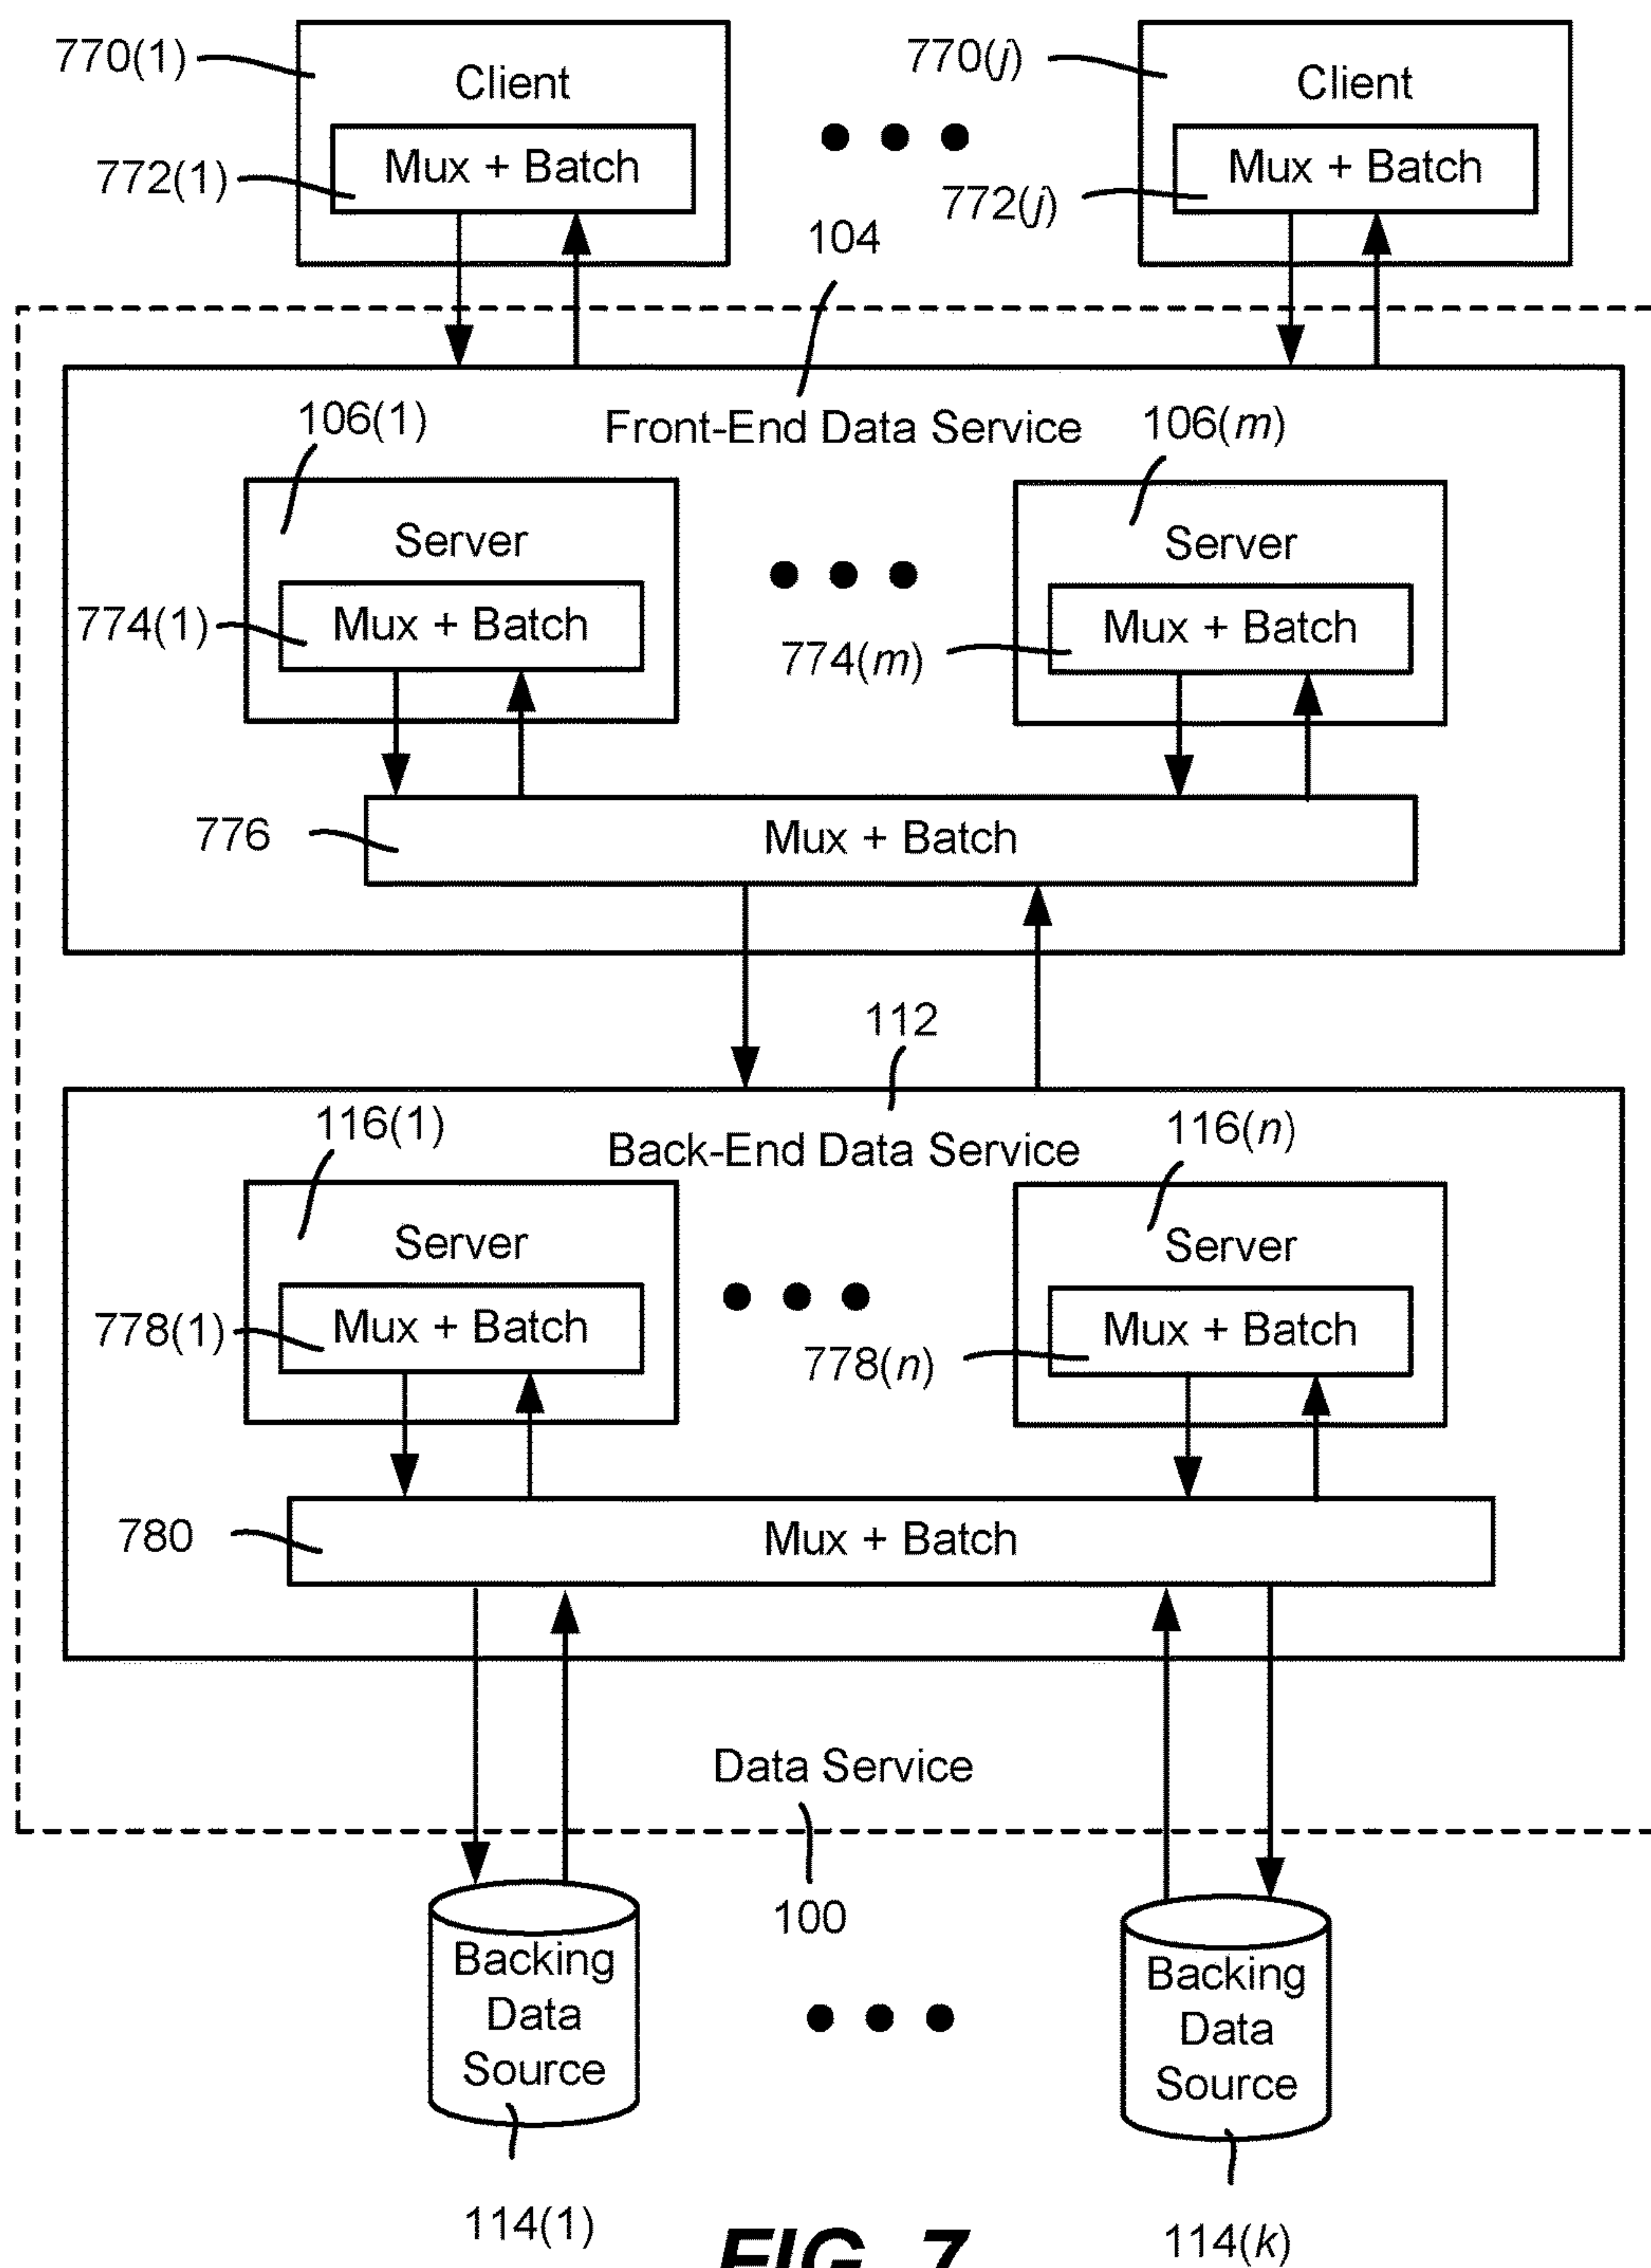 770(1)
Client
770(j)
Client
772(1)
Mux + Batch
772(j)
Mux + Batch
104
Front-End Data Service
106(1)
106(m)
Server
Server
774(1)
Mux + Batch
774(m)
Mux + Batch
776
Mux + Batch
112
Back-End Data Service
116(1)
116(n)
Server
Server
778(1)
Mux + Batch
778(n)
Mux + Batch
780
Mux + Batch
Data Service
100
Backing
Data
Source
Backing
Data
Source
114(1)
114(k)
FIG. 7